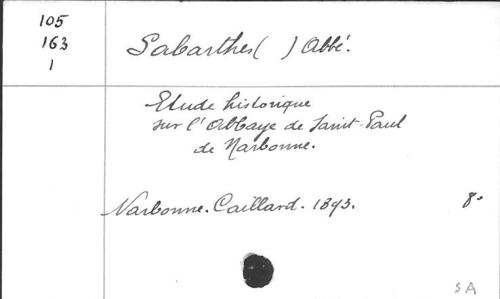 105
163
1
Sabarthes ( ) Abbé.
Etude historique
sur l'Abbaye de Saint-Paul
de Narbonne.
Narbonne. Caillard. 1893. 8.
SA